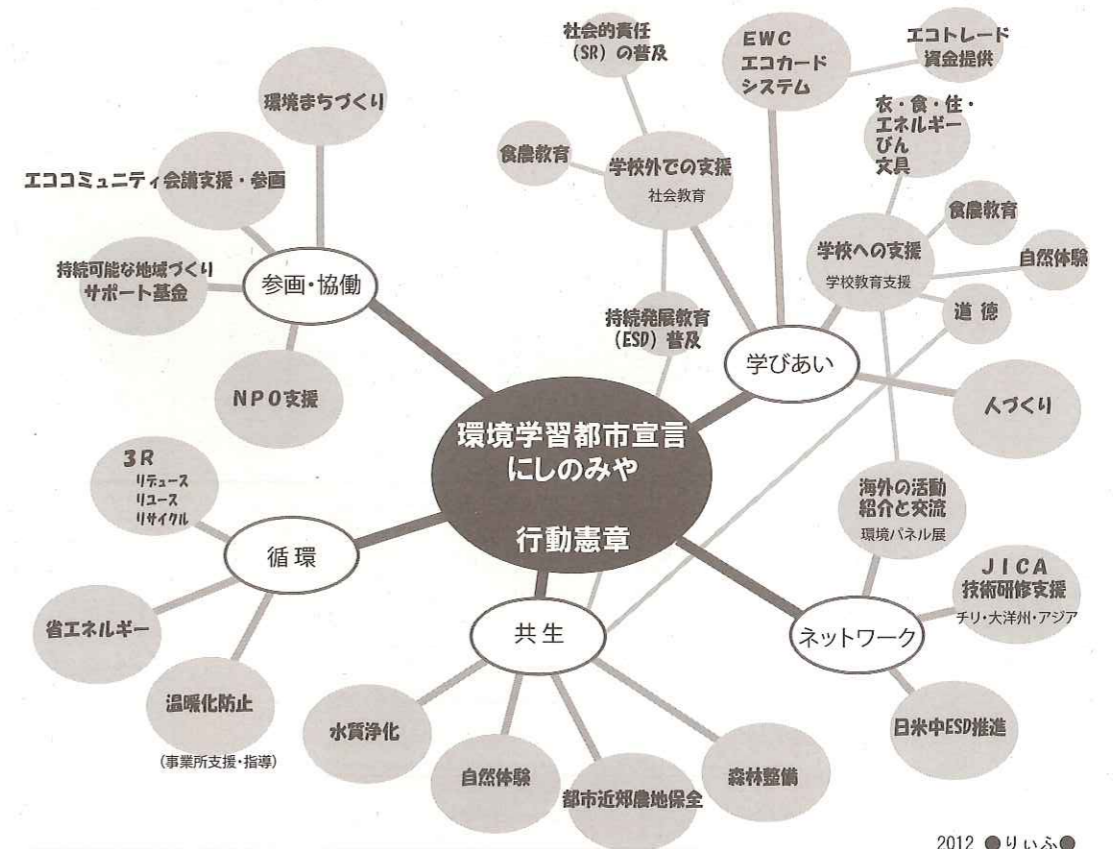 社会的責任
(SR)の普及
EWC
エコカード
システム
エコトレード
資金提供
環境まちづくり
衣・食・住・
エネルギー
びん
文具
食農教育
学校外での支援
社会教育
エココミュニティ会議支援・参画
食農教育
学校への支援
学校教育支援
自然体験
持続可能な地域づくり
サポート基金
参画・協働
道徳
持続発展教育
(ESD)普及
学びあい
NPO支援
人づくり
環境学習都市宣言
にしのみや
行動憲章
3R
リデュース
リユース
リサイクル
海外の活動
紹介と交流
環境パネル展
循環
JICA
技術研修支援
チリ・大洋州・アジア
省エネルギー
共生
ネットワーク
温暖化防止
(事業所支援・指導)
水質浄化
日米中ESD推進
自然体験
都市近郊農地保全
森林整備
2012 ●りぃふ●